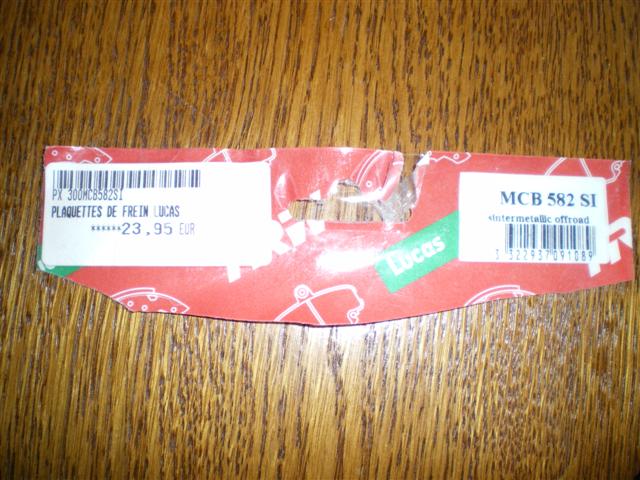 PX 300MCB582SI
PLAQUETTES DE FREIN LUCAS
******23,95 EUR
Lucas
MCB 582 SI
sintermetallic offroad
3 322937 091089